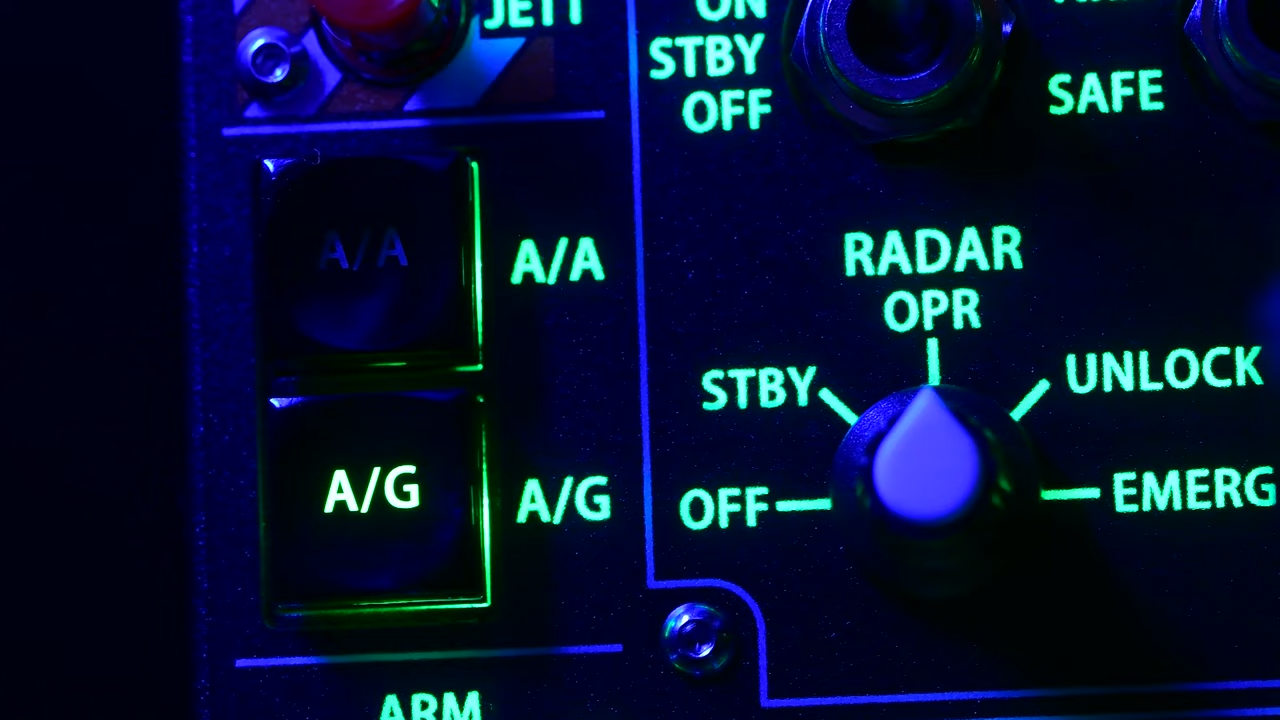 JETT
A/A
A/A
A/G
A/G
ARM
ON
STBY
OFF
SAFE
RADAR
OPR
STBY
UNLOCK
OFF
EMERG